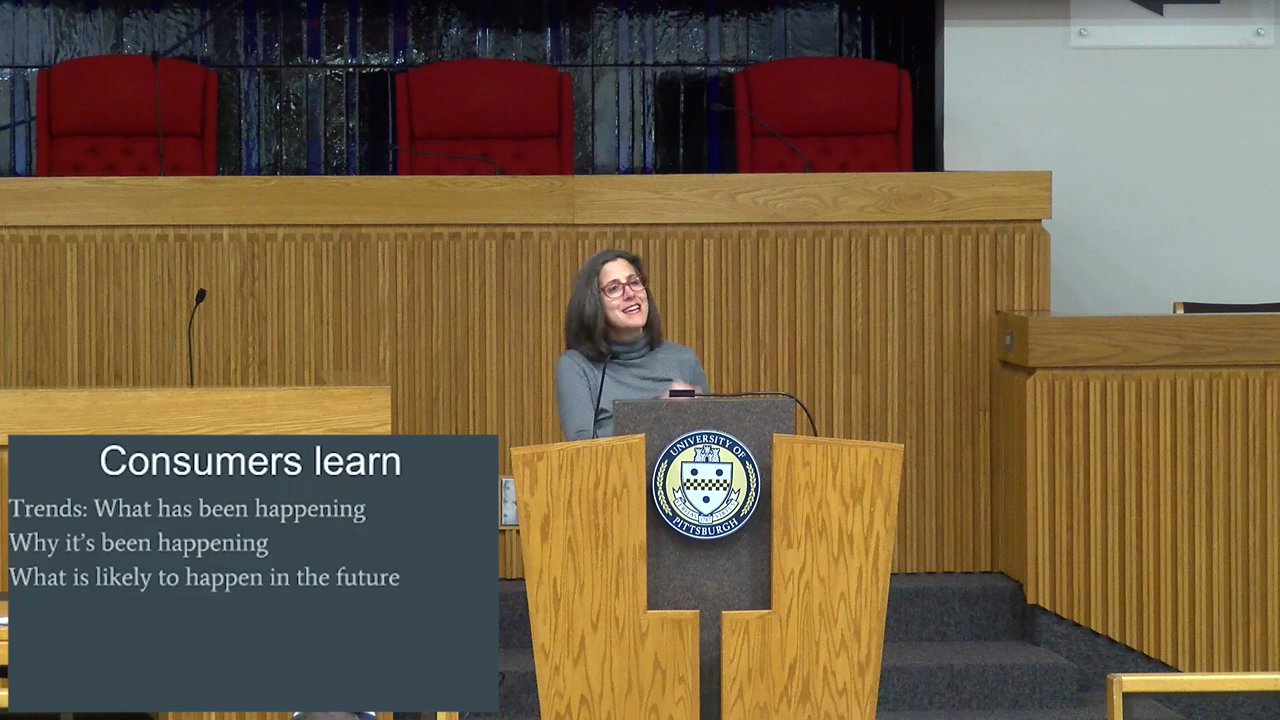 Consumers learn
Trends: What has been happening
Why it's been happening
What is likely to happen in the future
UNIVERSITY OF
PITTSBURGH